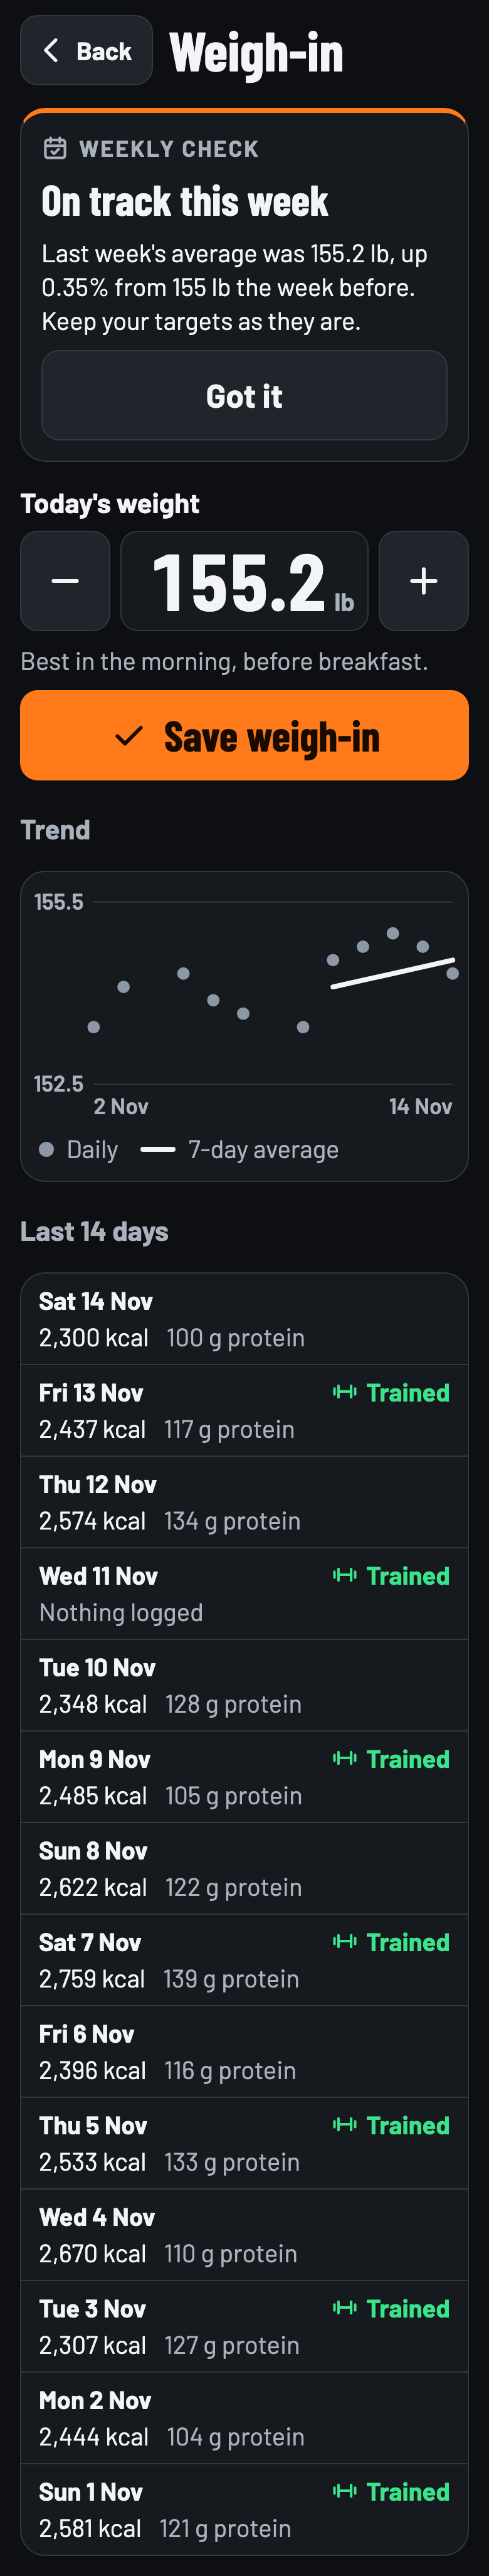 Back
Weigh-in
WEEKLY CHECK
On track this week
Last week's average was 155.2 lb, up
0.35% from 155 lb the week before.
Keep your targets as they are.
Got it
Today's weight
155.2 lb
Best in the morning, before breakfast.
Save weigh-in
Trend
155.5
152.5
2 Nov 14 Nov
Daily 7-day average
Last 14 days
Sat 14 Nov
2,300 kcal 100 g protein
Fri 13 Nov Trained
2,437 kcal 117 g protein
Thu 12 Nov
2,574 kcal 134 g protein
Wed 11 Nov Trained
Nothing logged
Tue 10 Nov
2,348 kcal 128 g protein
Mon 9 Nov Trained
2,485 kcal 105 g protein
Sun 8 Nov
2,622 kcal 122 g protein
Sat 7 Nov Trained
2,759 kcal 139 g protein
Fri 6 Nov
2,396 kcal 116 g protein
Thu 5 Nov Trained
2,533 kcal 133 g protein
Wed 4 Nov
2,670 kcal 110 g protein
Tue 3 Nov Trained
2,307 kcal 127 g protein
Mon 2 Nov
2,444 kcal 104 g protein
Sun 1 Nov Trained
2,581 kcal 121 g protein